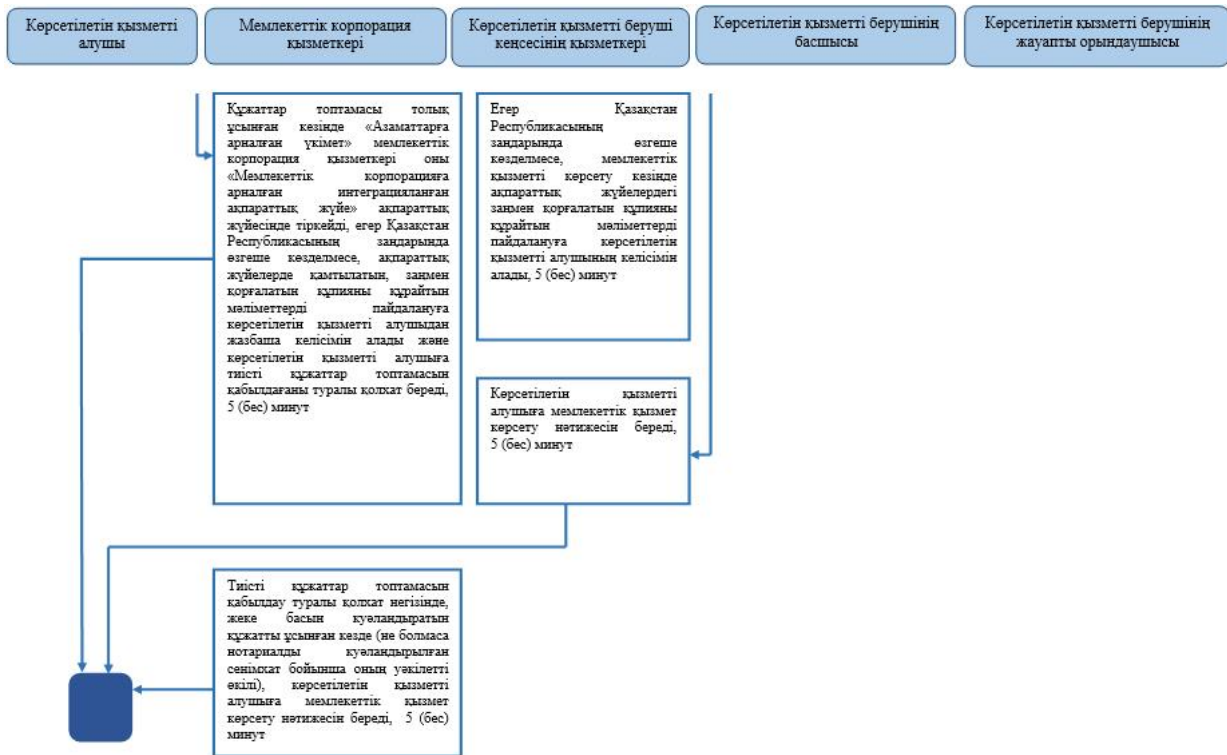 Көрсетілетін қызметті
алушы
Мемлекеттік корпорация
қызметкері
Көрсетілетін қызметті беруші
кеңсесінің қызметкері
Көрсетілетін қызметті берушінің
басшысы
Көрсетілетін қызметті берушінің
жауапты орындаушысы
Құжаттар топтамасы толық
ұсынған кезінде «Азаматтарға
арналған үкімет» мемлекеттік
корпорация қызметкері оны
«Мемлекеттік корпорацияға
арналған интеграцияланған
ақпараттық жүйе» ақпараттық
жүйесінде тіркейді, егер Қазақстан
Республикасының заңдарында
өзгеше көзделмесе, ақпараттық
жүйелерде қамтылатын, заңмен
қорғалатын құпияны құрайтын
мәліметтерді пайдалануға
көрсетілетін қызметті алушыдан
жазбаша келісімін алады және
көрсетілетін қызметті алушыға
тиісті құжаттар топтамасын
қабылдағаны туралы қолхат береді,
5 (бес) минут
Егер Қазақстан
Республикасының
заңдарында өзгеше
көзделмесе, мемлекеттік
қызметті көрсету кезінде
ақпараттық жүйелердегі
заңмен қорғалатын құпияны
құрайтын мәліметтерді
пайдалануға көрсетілетін
қызметті алушының келісімін
алады, 5 (бес) минут
Көрсетілетін қызметті
алушыға мемлекеттік қызмет
көрсету нәтижесін береді,
5 (бес) минут
Тиісті құжаттар топтамасын
қабылдау туралы қолхат негізінде,
жеке басын куәландыратын
құжатты ұсынған кезде (не болмаса
нотариалды куәландырылған
сенімхат бойынша оның уәкілетті
өкілі), көрсетілетін қызметті
алушыға мемлекеттік қызмет
көрсету нәтижесін береді, 5 (бес)
минут